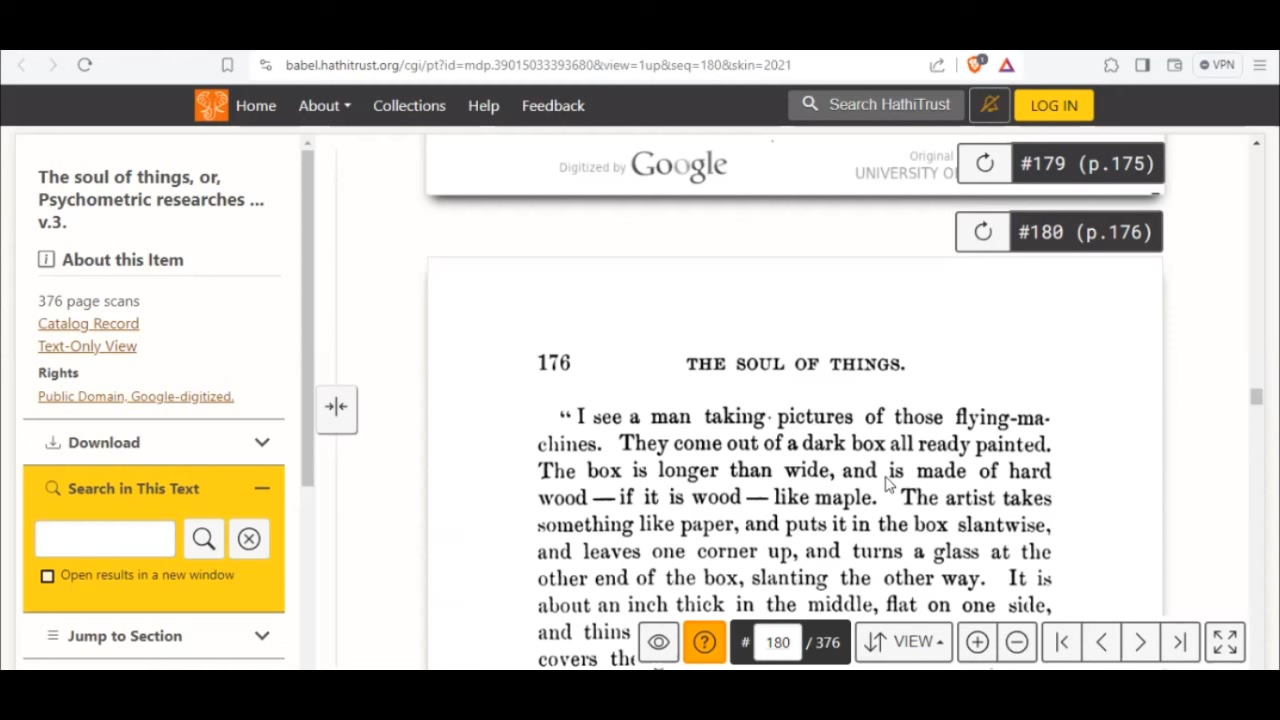 babel.hathitrust.org/cgi/pt?id=mdp.39015033393680&view=1up&seq=180&skin=2021
1
VPN
Home
About
Collections
Help
Feedback
Search HathiTrust
LOG IN
The soul of things, or,
Psychometric researches ...
v.3.
About this Item
376 page scans
Catalog Record
Text-Only View
Rights
Public Domain, Google-digitized.
Download
Search in This Text
Open results in a new window
Jump to Section
Digitized by Google
Original
UNIVERSITY
#179 (p.175)
#180 (p.176)
176 THE SOUL OF THINGS.
“ I see a man taking pictures of those flying-ma-
chines. They come out of a dark box all ready painted.
The box is longer than wide, and is made of hard
wood — if it is wood — like maple. The artist takes
something like paper, and puts it in the box slantwise,
and leaves one corner up, and turns a glass at the
other end of the box, slanting the other way. It is
about an inch thick in the middle, flat on one side,
and thins
covers the
# 180 / 376
VIEW